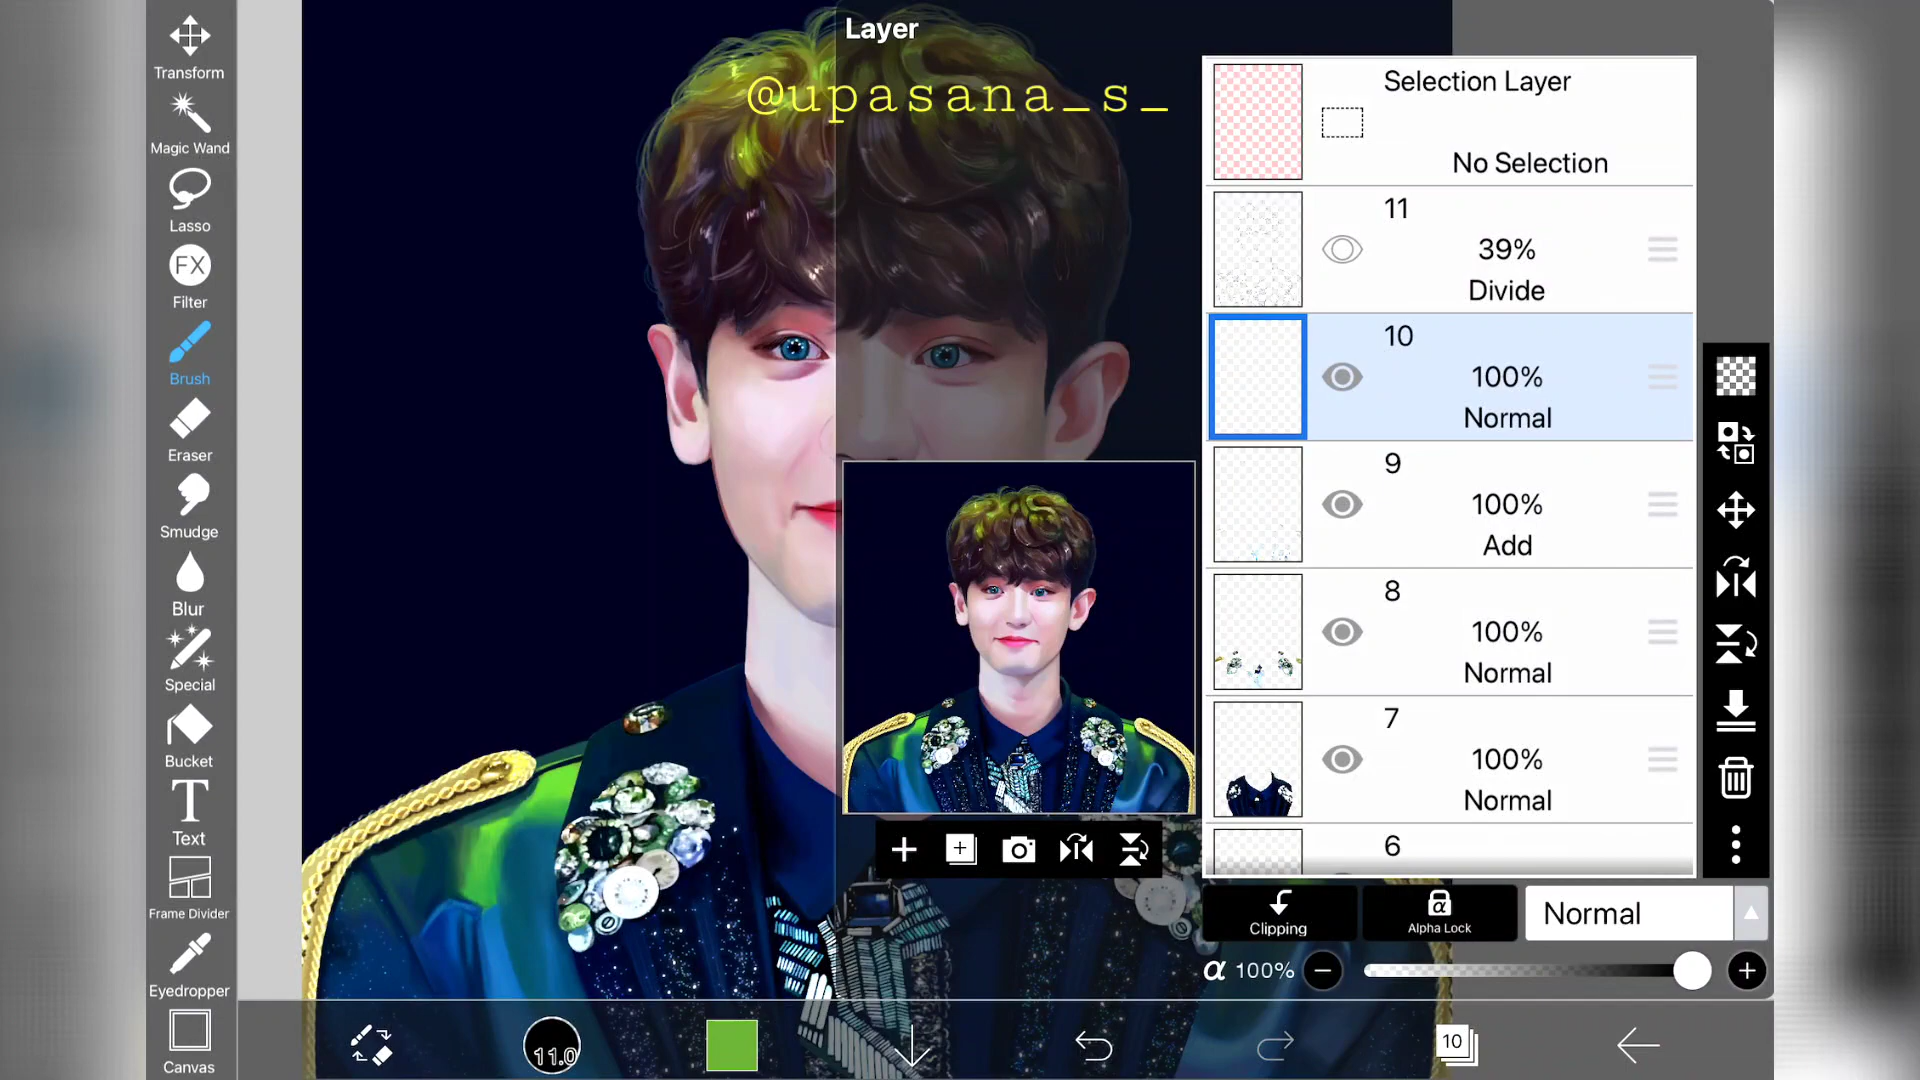 Layer
@upasana_s_
Transform
Magic Wand
Lasso
FX
Filter
Brush
Eraser
Smudge
Blur
Special
Bucket
T
Text
Frame Divider
Eyedropper
Canvas
Selection Layer
No Selection
11
39%
Divide
10
100%
Normal
9
100%
Add
8
100%
Normal
7
100%
Normal
6
Clipping
α
Alpha Lock
Normal
α 100%
11.0
10